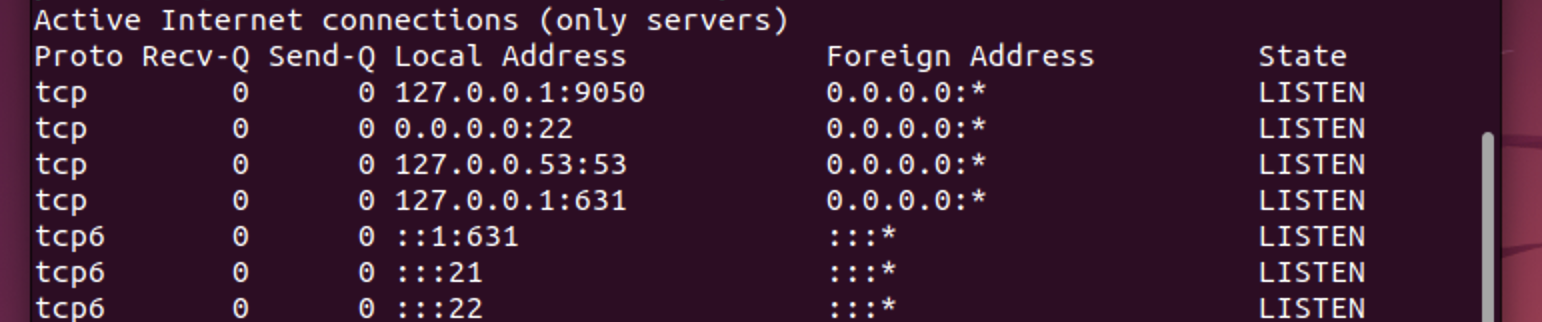 Active Internet connections (only servers)
Proto Recv-Q Send-Q Local Address Foreign Address State
tcp 0 0 127.0.0.1:9050 0.0.0.0:* LISTEN
tcp 0 0 0.0.0.0:22 0.0.0.0:* LISTEN
tcp 0 0 127.0.0.53:53 0.0.0.0:* LISTEN
tcp 0 0 127.0.0.1:631 0.0.0.0:* LISTEN
tcp6 0 0 ::1:631 :::* LISTEN
tcp6 0 0 :::21 :::* LISTEN
tcp6 0 0 :::22 :::* LISTEN